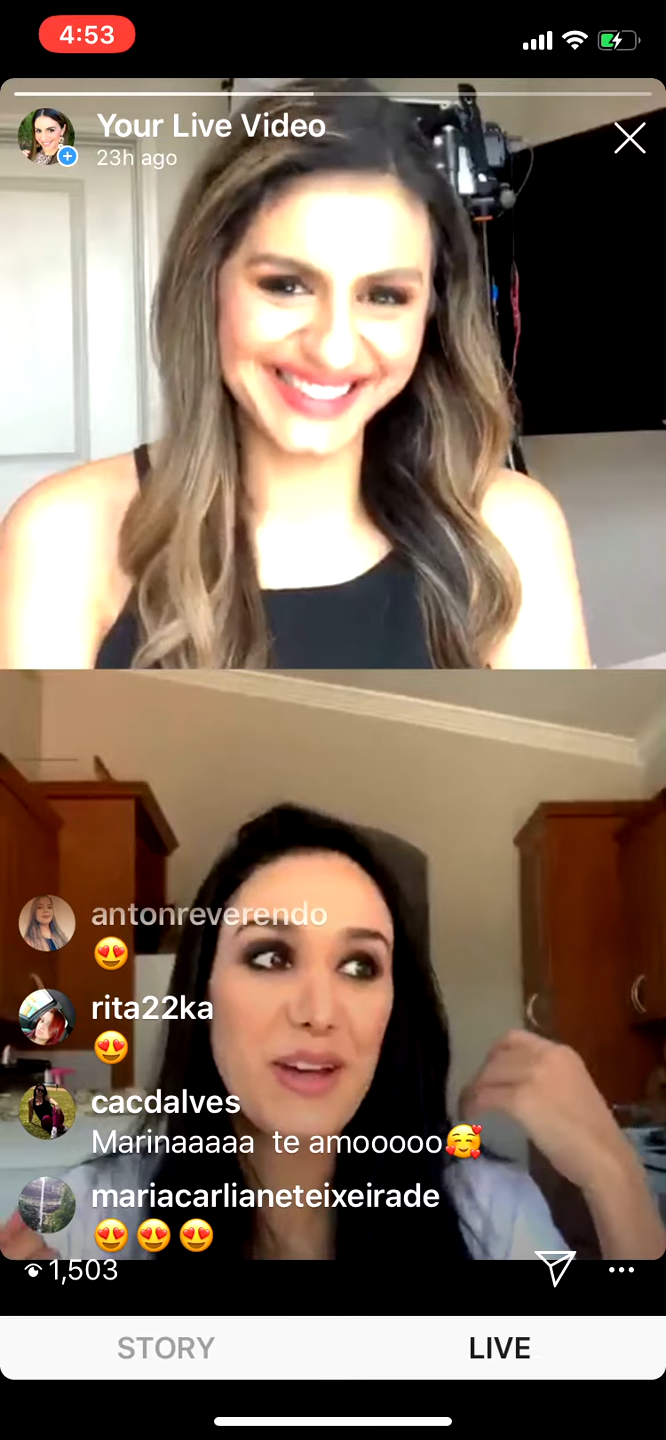 4:53
Your Live Video
23h ago
antonreverendo
😍
rita22ka
😍
cacdalves
Marinaaaaa te amooooo🥰
mariacarlianeteixeirade
😍😍😍
1,503
STORY
LIVE